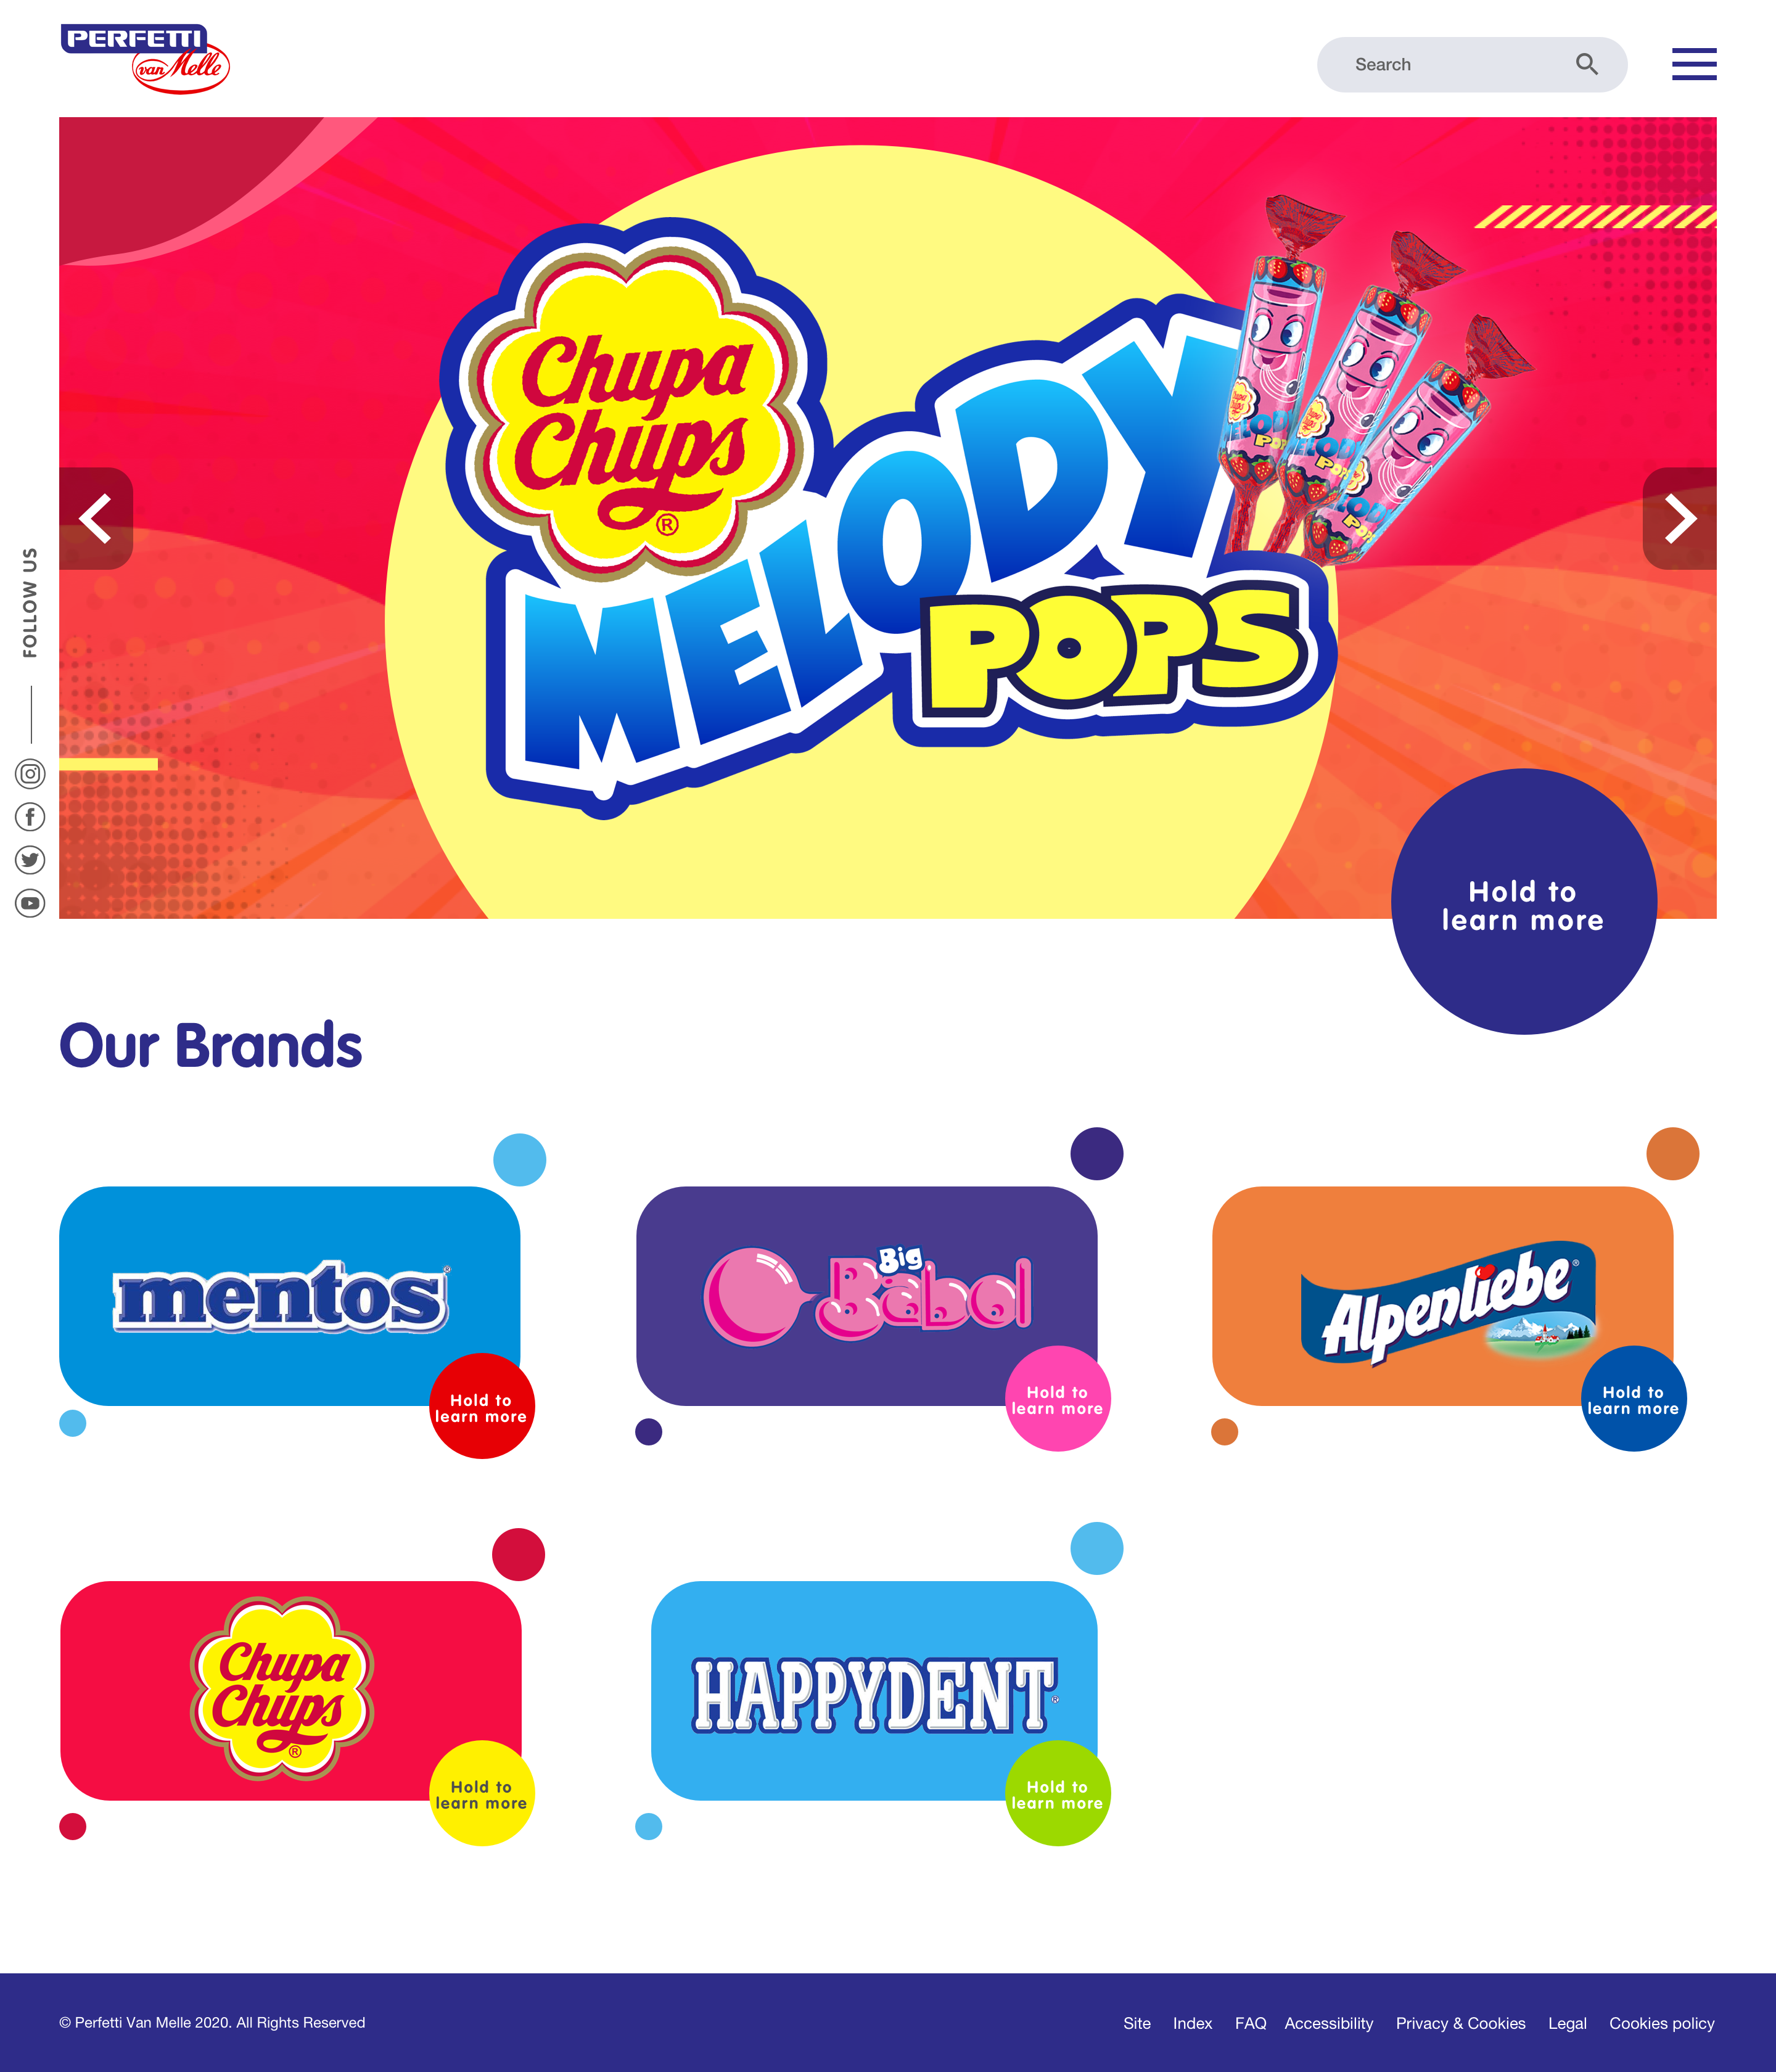 PERFETTI
van Melle
Search
Chupa
Chups
®
MELODY
POPS
FOLLOW US
Hold to
learn more
Our Brands
mentos®
Big
Babol
Alpenliebe®
Hold to
learn more
Hold to
learn more
Hold to
learn more
Chupa
Chups
®
HAPPYDENT®
Hold to
learn more
Hold to
learn more
© Perfetti Van Melle 2020. All Rights Reserved
Site Index FAQ Accessibility Privacy & Cookies Legal Cookies policy